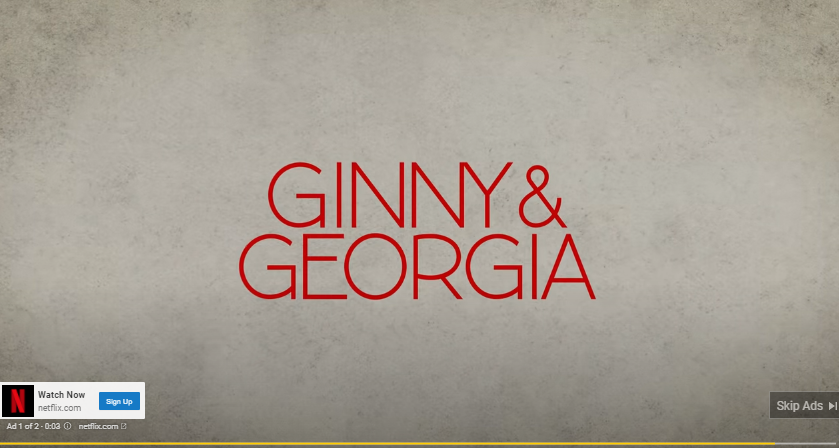 GINNY &
GEORGIA
N
Watch Now
netflix.com
Sign Up
Skip Ads
Ad 1 of 2 · 0:03
netflix.com